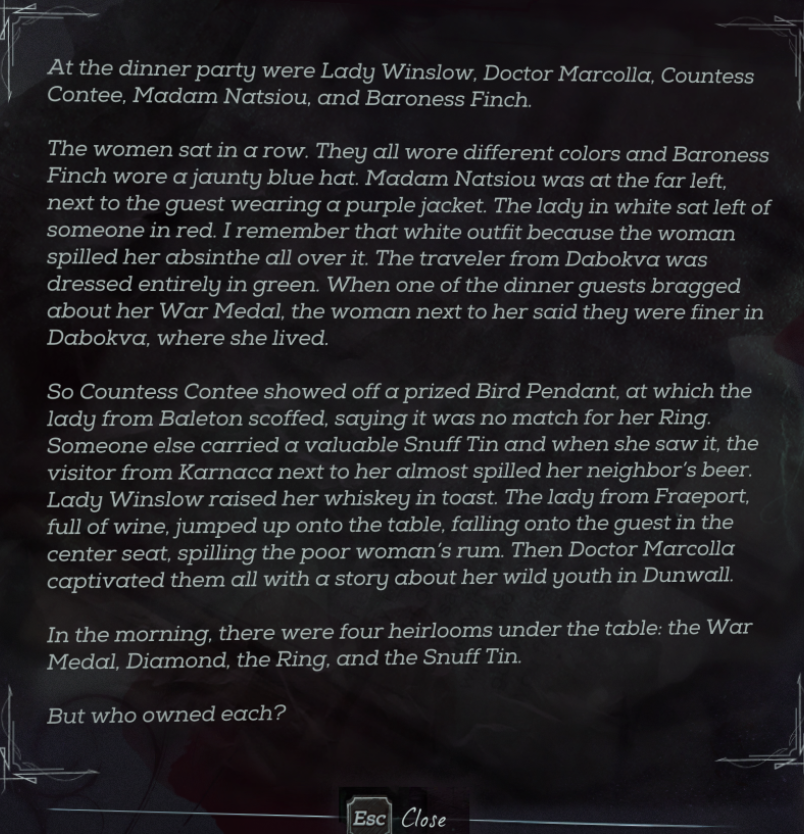 At the dinner party were Lady Winslow, Doctor Marcolla, Countess
Contee, Madam Natsiou, and Baroness Finch.
The women sat in a row. They all wore different colors and Baroness
Finch wore a jaunty blue hat. Madam Natsiou was at the far left,
next to the guest wearing a purple jacket. The lady in white sat left of
someone in red. I remember that white outfit because the woman
spilled her absinthe all over it. The traveler from Dabokva was
dressed entirely in green. When one of the dinner guests bragged
about her War Medal, the woman next to her said they were finer in
Dabokva, where she lived.
So Countess Contee showed off a prized Bird Pendant, at which the
lady from Baleton scoffed, saying it was no match for her Ring.
Someone else carried a valuable Snuff Tin and when she saw it, the
visitor from Karnaca next to her almost spilled her neighbor's beer.
Lady Winslow raised her whiskey in toast. The lady from Fraeport,
full of wine, jumped up onto the table, falling onto the guest in the
center seat, spilling the poor woman's rum. Then Doctor Marcolla
captivated them all with a story about her wild youth in Dunwall.
In the morning, there were four heirlooms under the table: the War
Medal, Diamond, the Ring, and the Snuff Tin.
But who owned each?
Esc Close